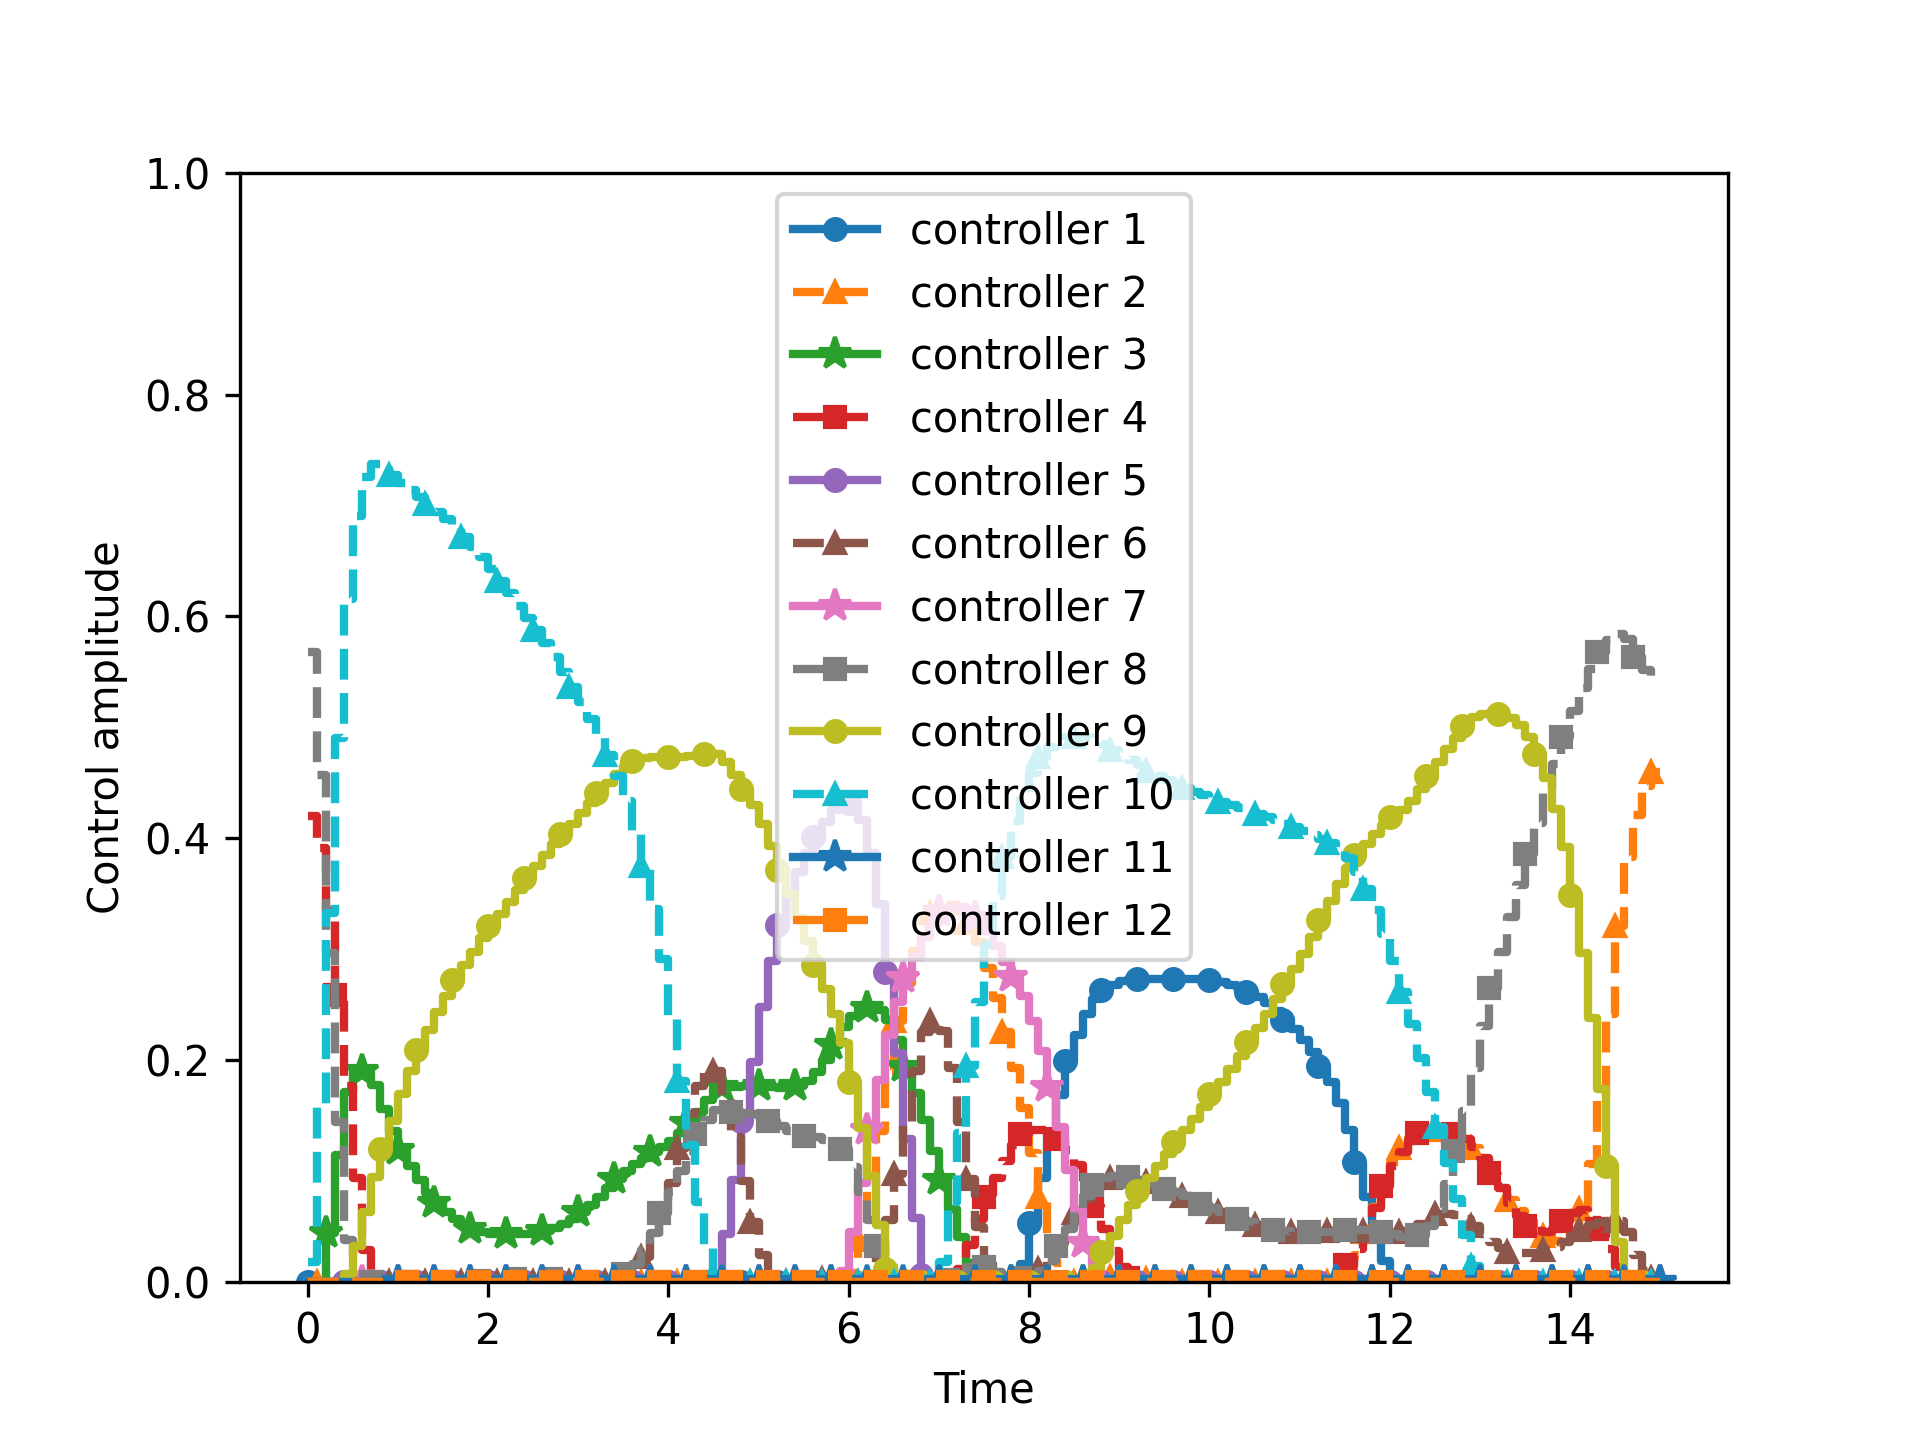 1.0
0.8
0.6
0.4
0.2
0.0
Control amplitude
controller 1
controller 2
controller 3
controller 4
controller 5
controller 6
controller 7
controller 8
controller 9
controller 10
controller 11
controller 12
0 2 4 6 8 10 12 14
Time